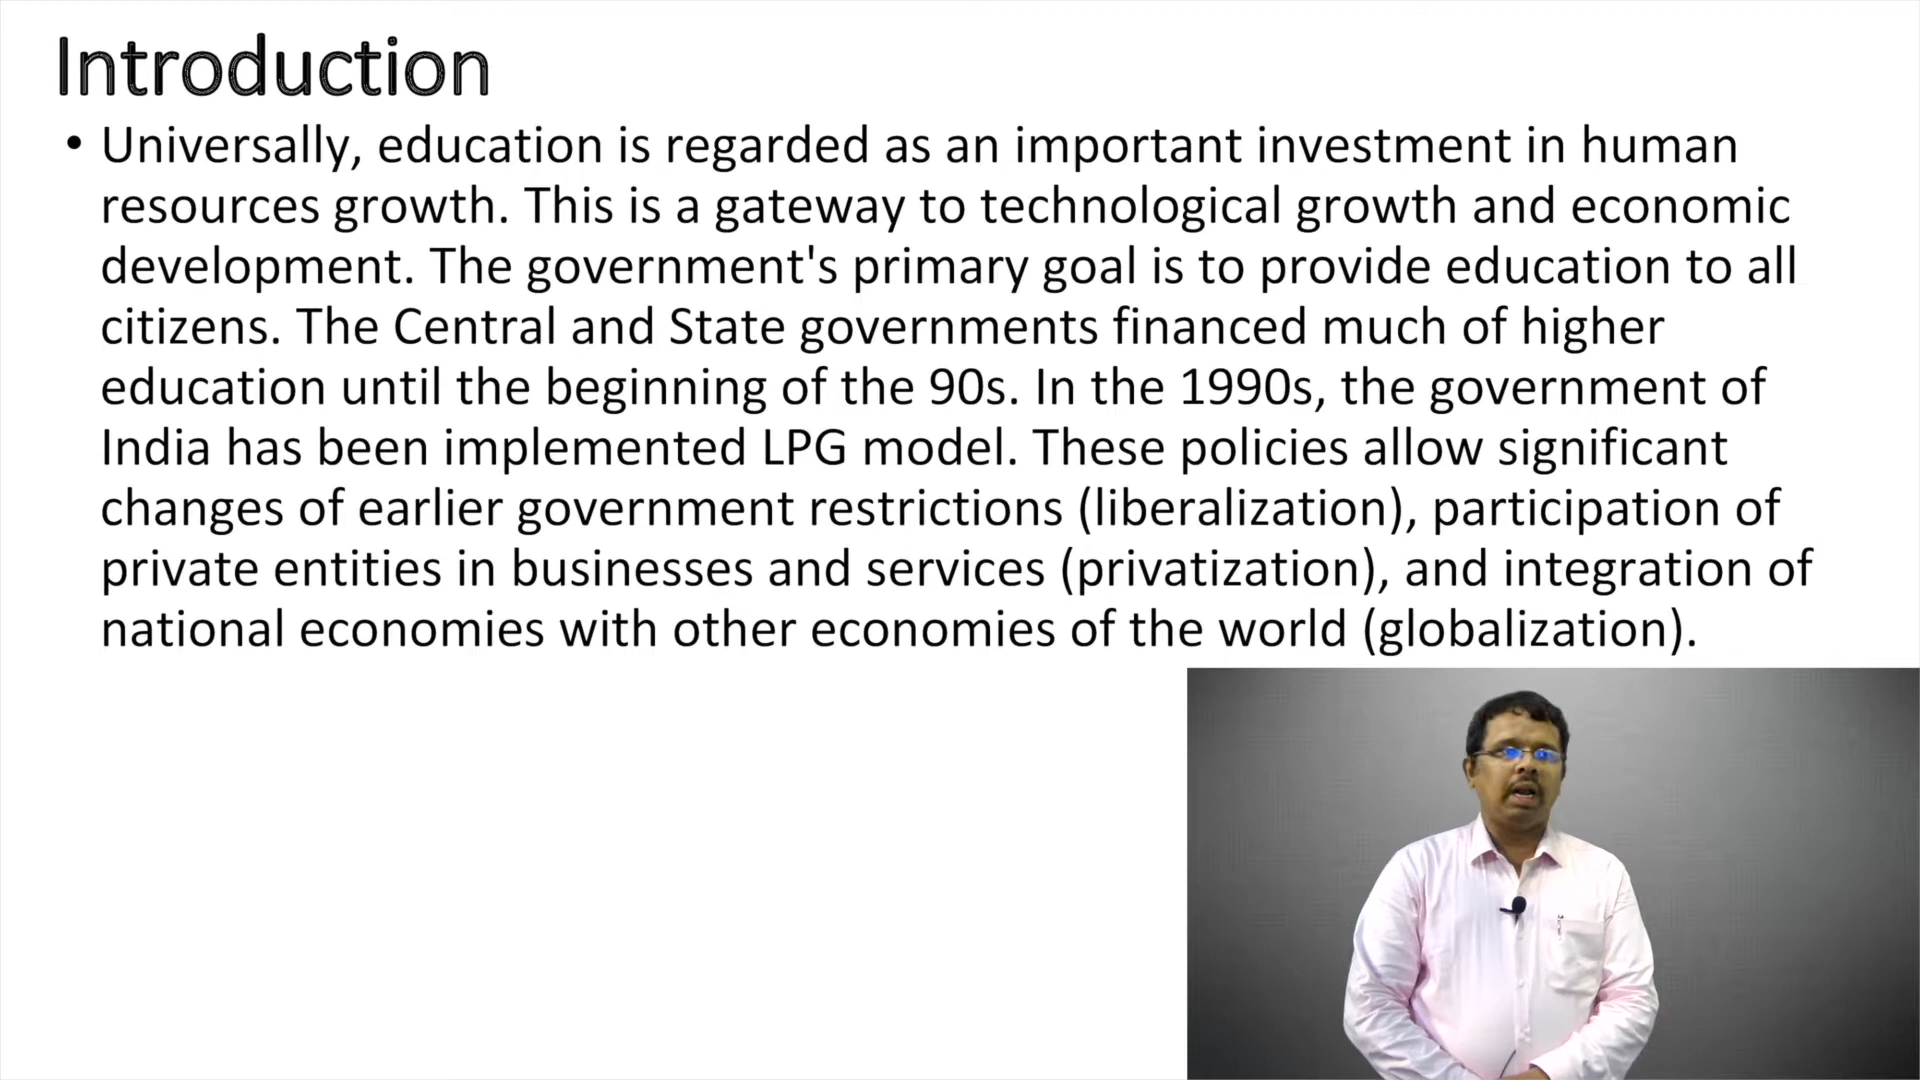 Introduction
• Universally, education is regarded as an important investment in human
resources growth. This is a gateway to technological growth and economic
development. The government's primary goal is to provide education to all
citizens. The Central and State governments financed much of higher
education until the beginning of the 90s. In the 1990s, the government of
India has been implemented LPG model. These policies allow significant
changes of earlier government restrictions (liberalization), participation of
private entities in businesses and services (privatization), and integration of
national economies with other economies of the world (globalization).